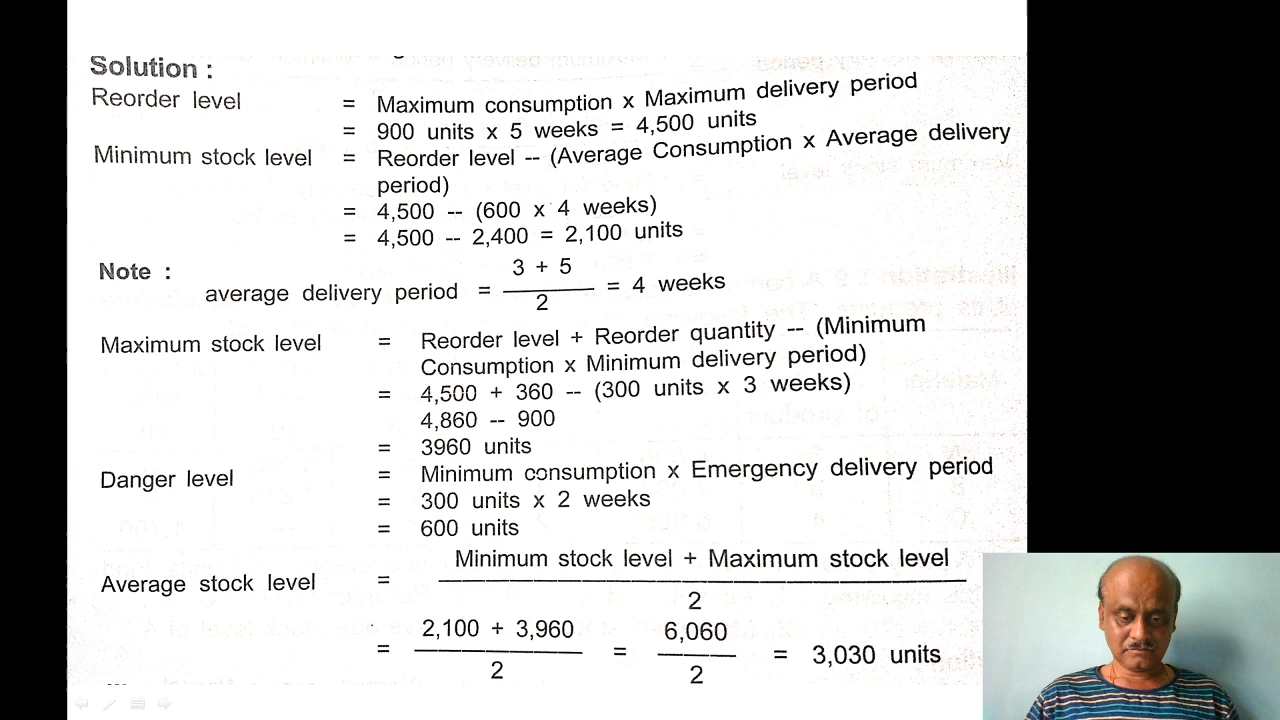 Solution :
Reorder level = Maximum consumption x Maximum delivery period
= 900 units x 5 weeks = 4,500 units
Minimum stock level = Reorder level -- (Average Consumption x Average delivery
period)
= 4,500 -- (600 x 4 weeks)
= 4,500 -- 2,400 = 2,100 units
Note :
3 + 5
average delivery period = = 4 weeks
2
Maximum stock level = Reorder level + Reorder quantity -- (Minimum
Consumption x Minimum delivery period)
= 4,500 + 360 -- (300 units x 3 weeks)
4,860 -- 900
= 3960 units
Danger level = Minimum consumption x Emergency delivery period
= 300 units x 2 weeks
= 600 units
Minimum stock level + Maximum stock level
Average stock level =
2
2,100 + 3,960 6,060
= = = 3,030 units
2 2